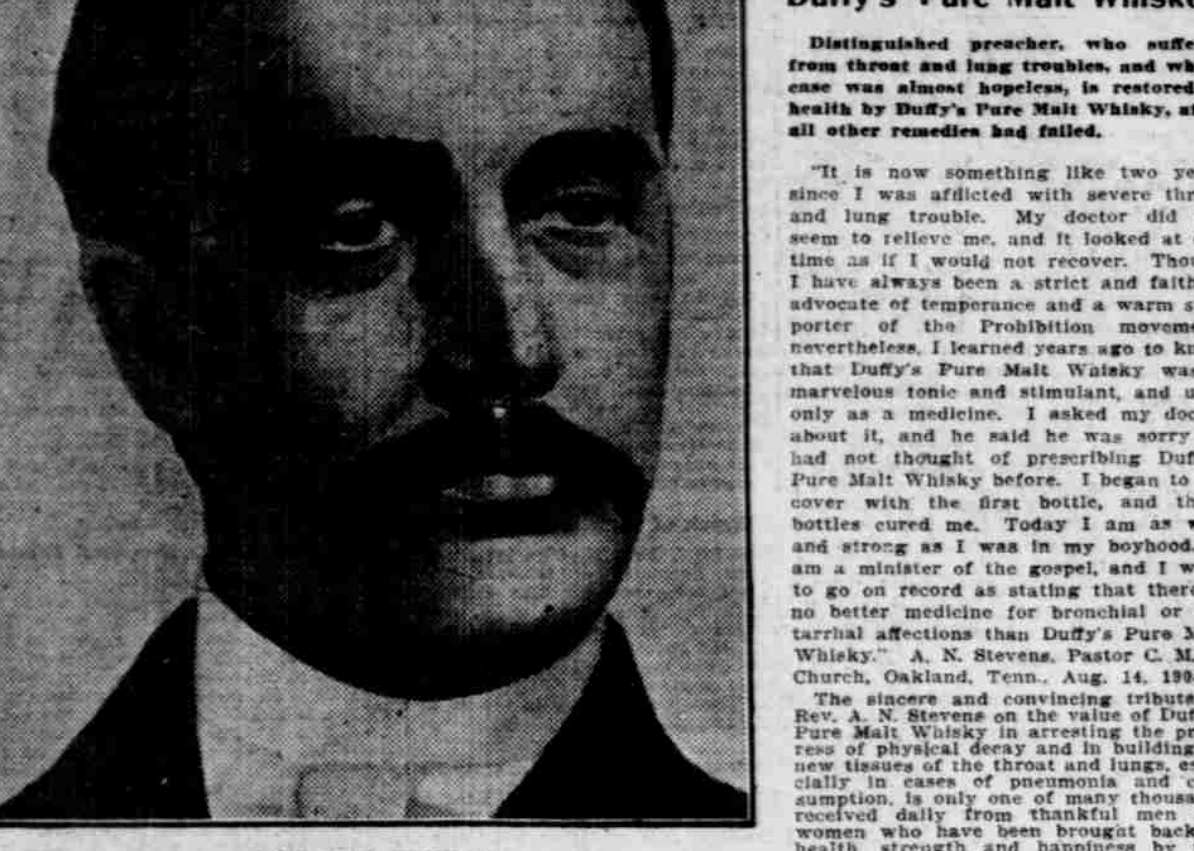 Duffy's Pure Malt Whiske
Distinguished preacher, who suffe
from throat and lung troubles, and wh
case was almost hopeless, is restored
health by Duffy's Pure Malt Whisky, af
all other remedies had failed.
"It is now something like two ye
since I was afflicted with severe thr
and lung trouble. My doctor did
seem to relieve me, and it looked at
time as if I would not recover. Thou
I have always been a strict and faith
advocate of temperance and a warm s
porter of the Prohibition moveme
nevertheless, I learned years ago to kn
that Duffy's Pure Malt Whisky was
marvelous tonic and stimulant, and u
only as a medicine. I asked my doc
about it, and he said he was sorry
had not thought of prescribing Duf
Pure Malt Whisky before. I began to
cover with the first bottle, and th
bottles cured me. Today I am as w
and strong as I was in my boyhood.
am a minister of the gospel, and I w
to go on record as stating that there
no better medicine for bronchial or
tarrhal affections than Duffy's Pure M
Whisky." A. N. Stevens, Pastor C. M.
Church, Oakland, Tenn., Aug. 14, 190
The sincere and convincing tribute
Rev. A. N. Stevens on the value of Duf
Pure Malt Whisky in arresting the pr
ress of physical decay and in building
new tissues of the throat and lungs, es
cially in cases of pneumonia and c
sumption, is only one of many thousa
received daily from thankful men
women who have been brought back
health, strength and happiness by